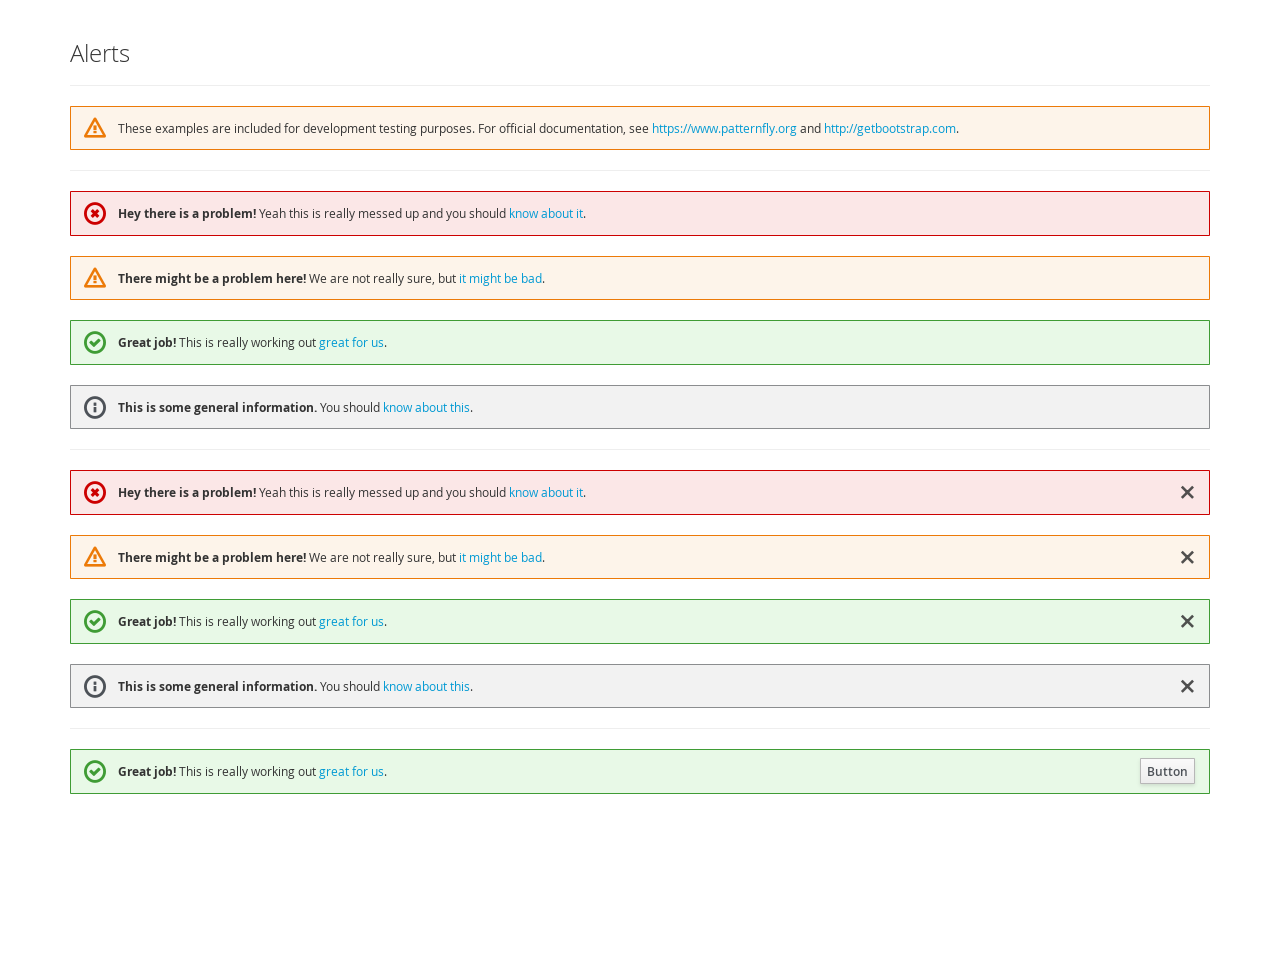 Alerts
These examples are included for development testing purposes. For official documentation, see https://www.patternfly.org and http://getbootstrap.com.
Hey there is a problem! Yeah this is really messed up and you should know about it.
There might be a problem here! We are not really sure, but it might be bad.
Great job! This is really working out great for us.
This is some general information. You should know about this.
Hey there is a problem! Yeah this is really messed up and you should know about it.
There might be a problem here! We are not really sure, but it might be bad.
Great job! This is really working out great for us.
This is some general information. You should know about this.
Great job! This is really working out great for us. Button